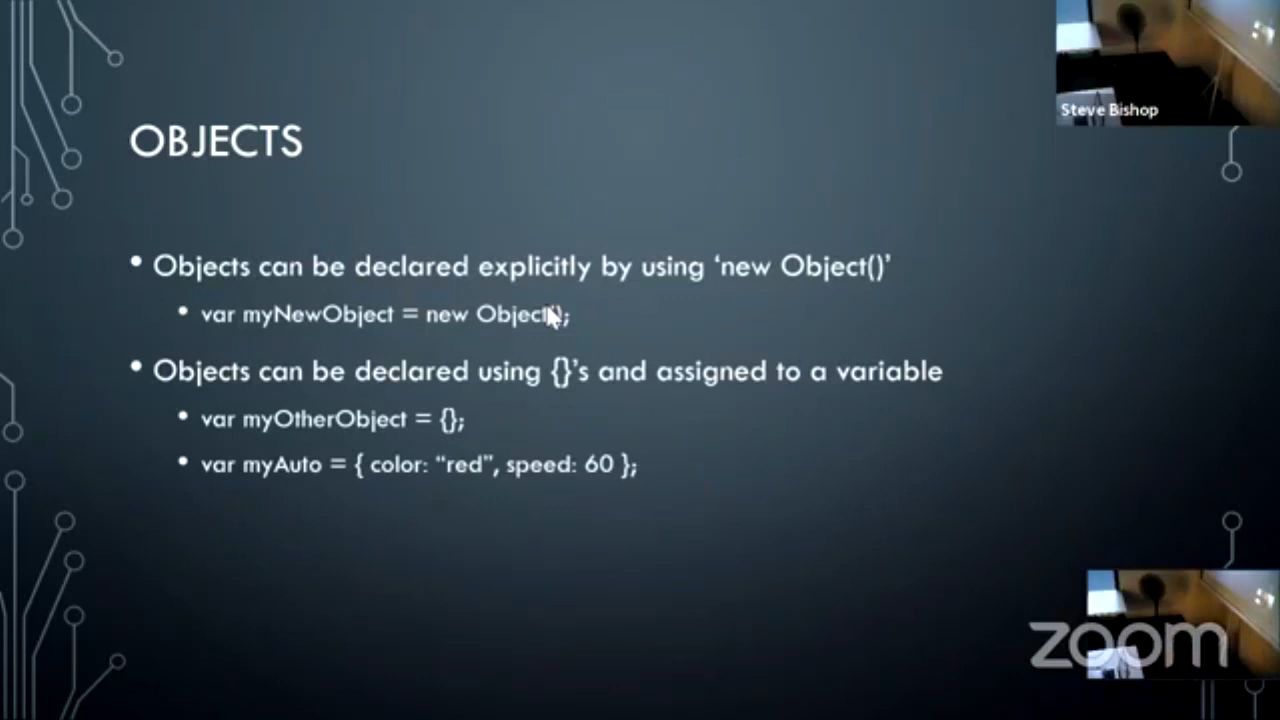 Steve Bishop
OBJECTS
• Objects can be declared explicitly by using ‘new Object()’
• var myNewObject = new Object();
• Objects can be declared using {}’s and assigned to a variable
• var myOtherObject = {};
• var myAuto = { color: “red”, speed: 60 };
zoom